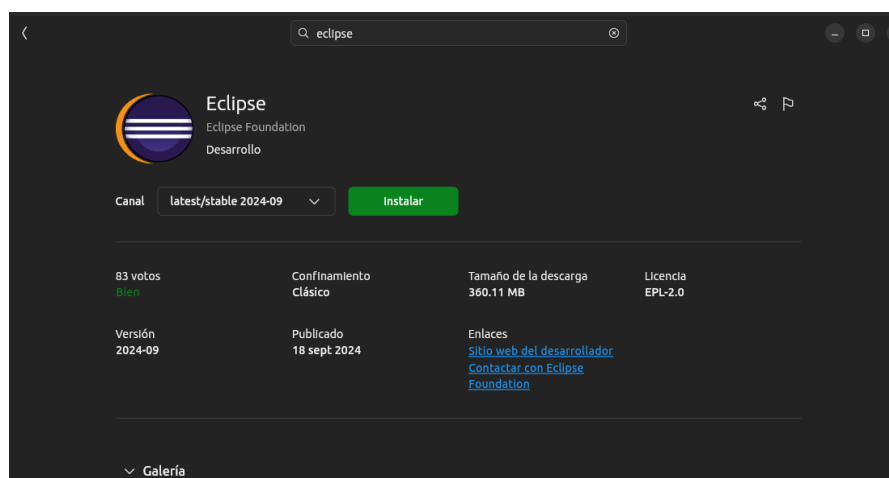 eclipse
Eclipse
Eclipse Foundation
Desarrollo
Canal latest/stable 2024-09 Instalar
83 votos Confinamiento Tamaño de la descarga Licencia
Bien Clásico 360.11 MB EPL-2.0
Versión Publicado Enlaces
2024-09 18 sept 2024 Sitio web del desarrollador
Contactar con Eclipse
Foundation
Galería